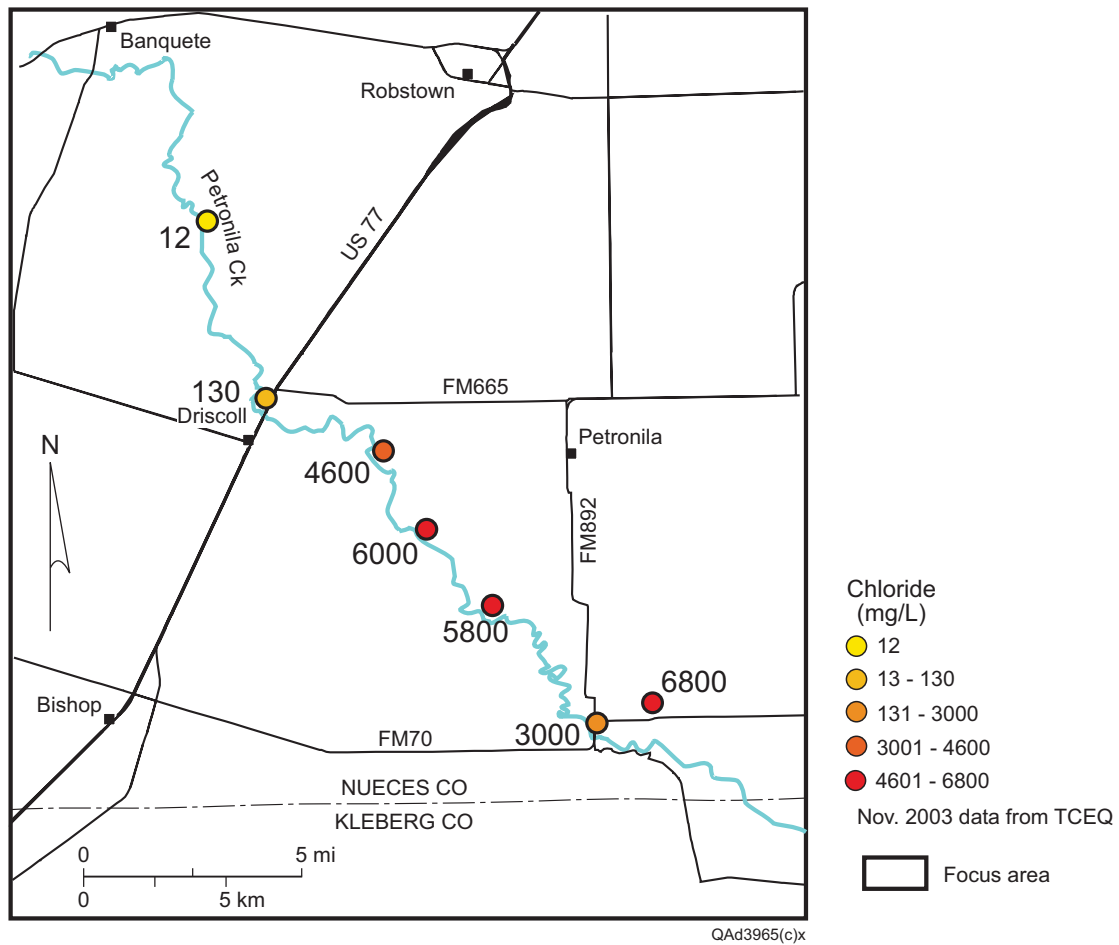 Banquete
Robstown
Petronila Ck
12
US 77
130
FM665
Driscoll
N
Petronila
4600
FM892
6000
5800
6800
Bishop
3000
FM70
NUECES CO
KLEBERG CO
0
5 mi
0
5 km
Chloride
(mg/L)
12
13 - 130
131 - 3000
3001 - 4600
4601 - 6800
Nov. 2003 data from TCEQ
Focus area
QAd3965(c)x